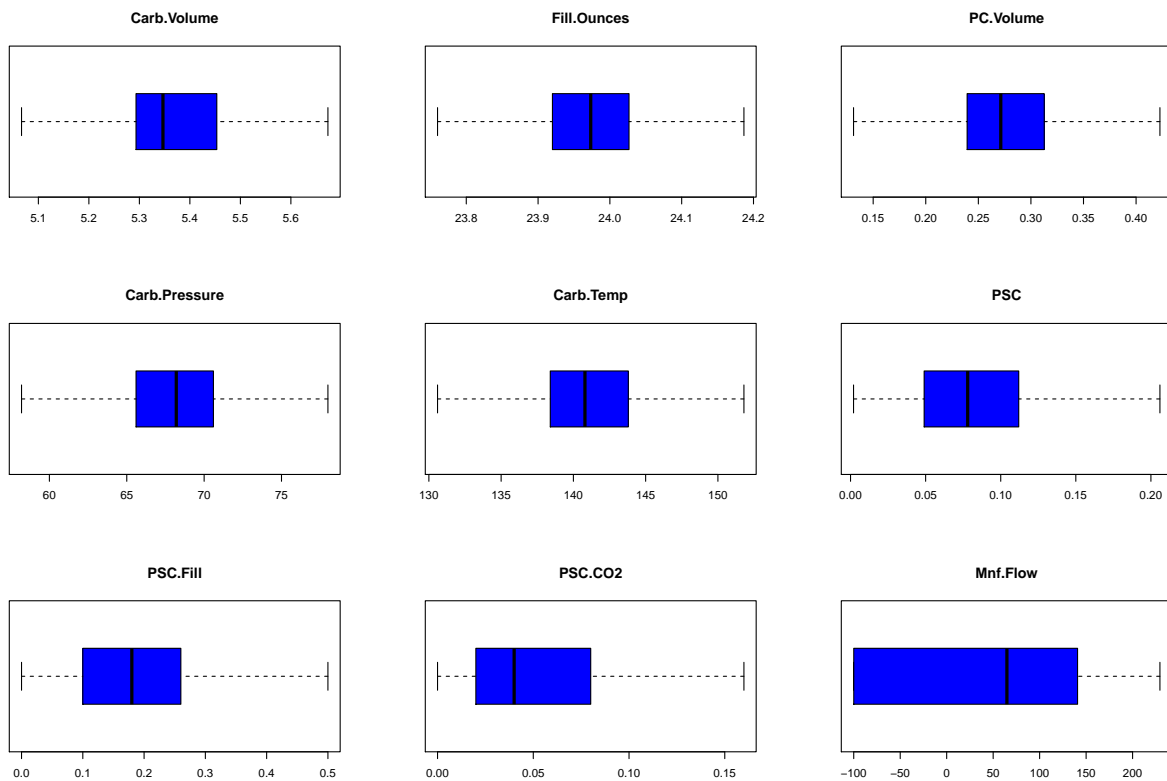 Carb.Volume
5.1 5.2 5.3 5.4 5.5 5.6
Fill.Ounces
23.8 23.9 24.0 24.1 24.2
PC.Volume
0.15 0.20 0.25 0.30 0.35 0.40
Carb.Pressure
60 65 70 75
Carb.Temp
130 135 140 145 150
PSC
0.00 0.05 0.10 0.15 0.20
PSC.Fill
0.0 0.1 0.2 0.3 0.4 0.5
PSC.CO2
0.00 0.05 0.10 0.15
Mnf.Flow
−100 −50 0 50 100 150 200